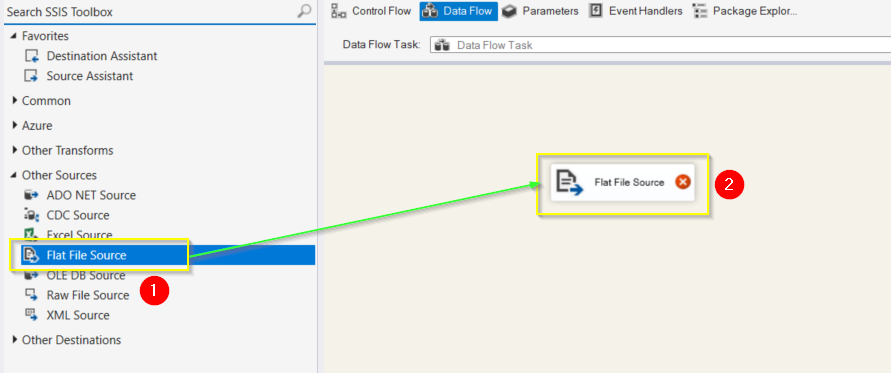 Search SSIS Toolbox
Favorites
Destination Assistant
Source Assistant
Common
Azure
Other Transforms
Other Sources
ADO NET Source
CDC Source
Excel Source
Flat File Source
OLE DB Source
Raw File Source
XML Source
Other Destinations
1
Control Flow Data Flow Parameters Event Handlers Package Explor...
Data Flow Task: Data Flow Task
Flat File Source
2